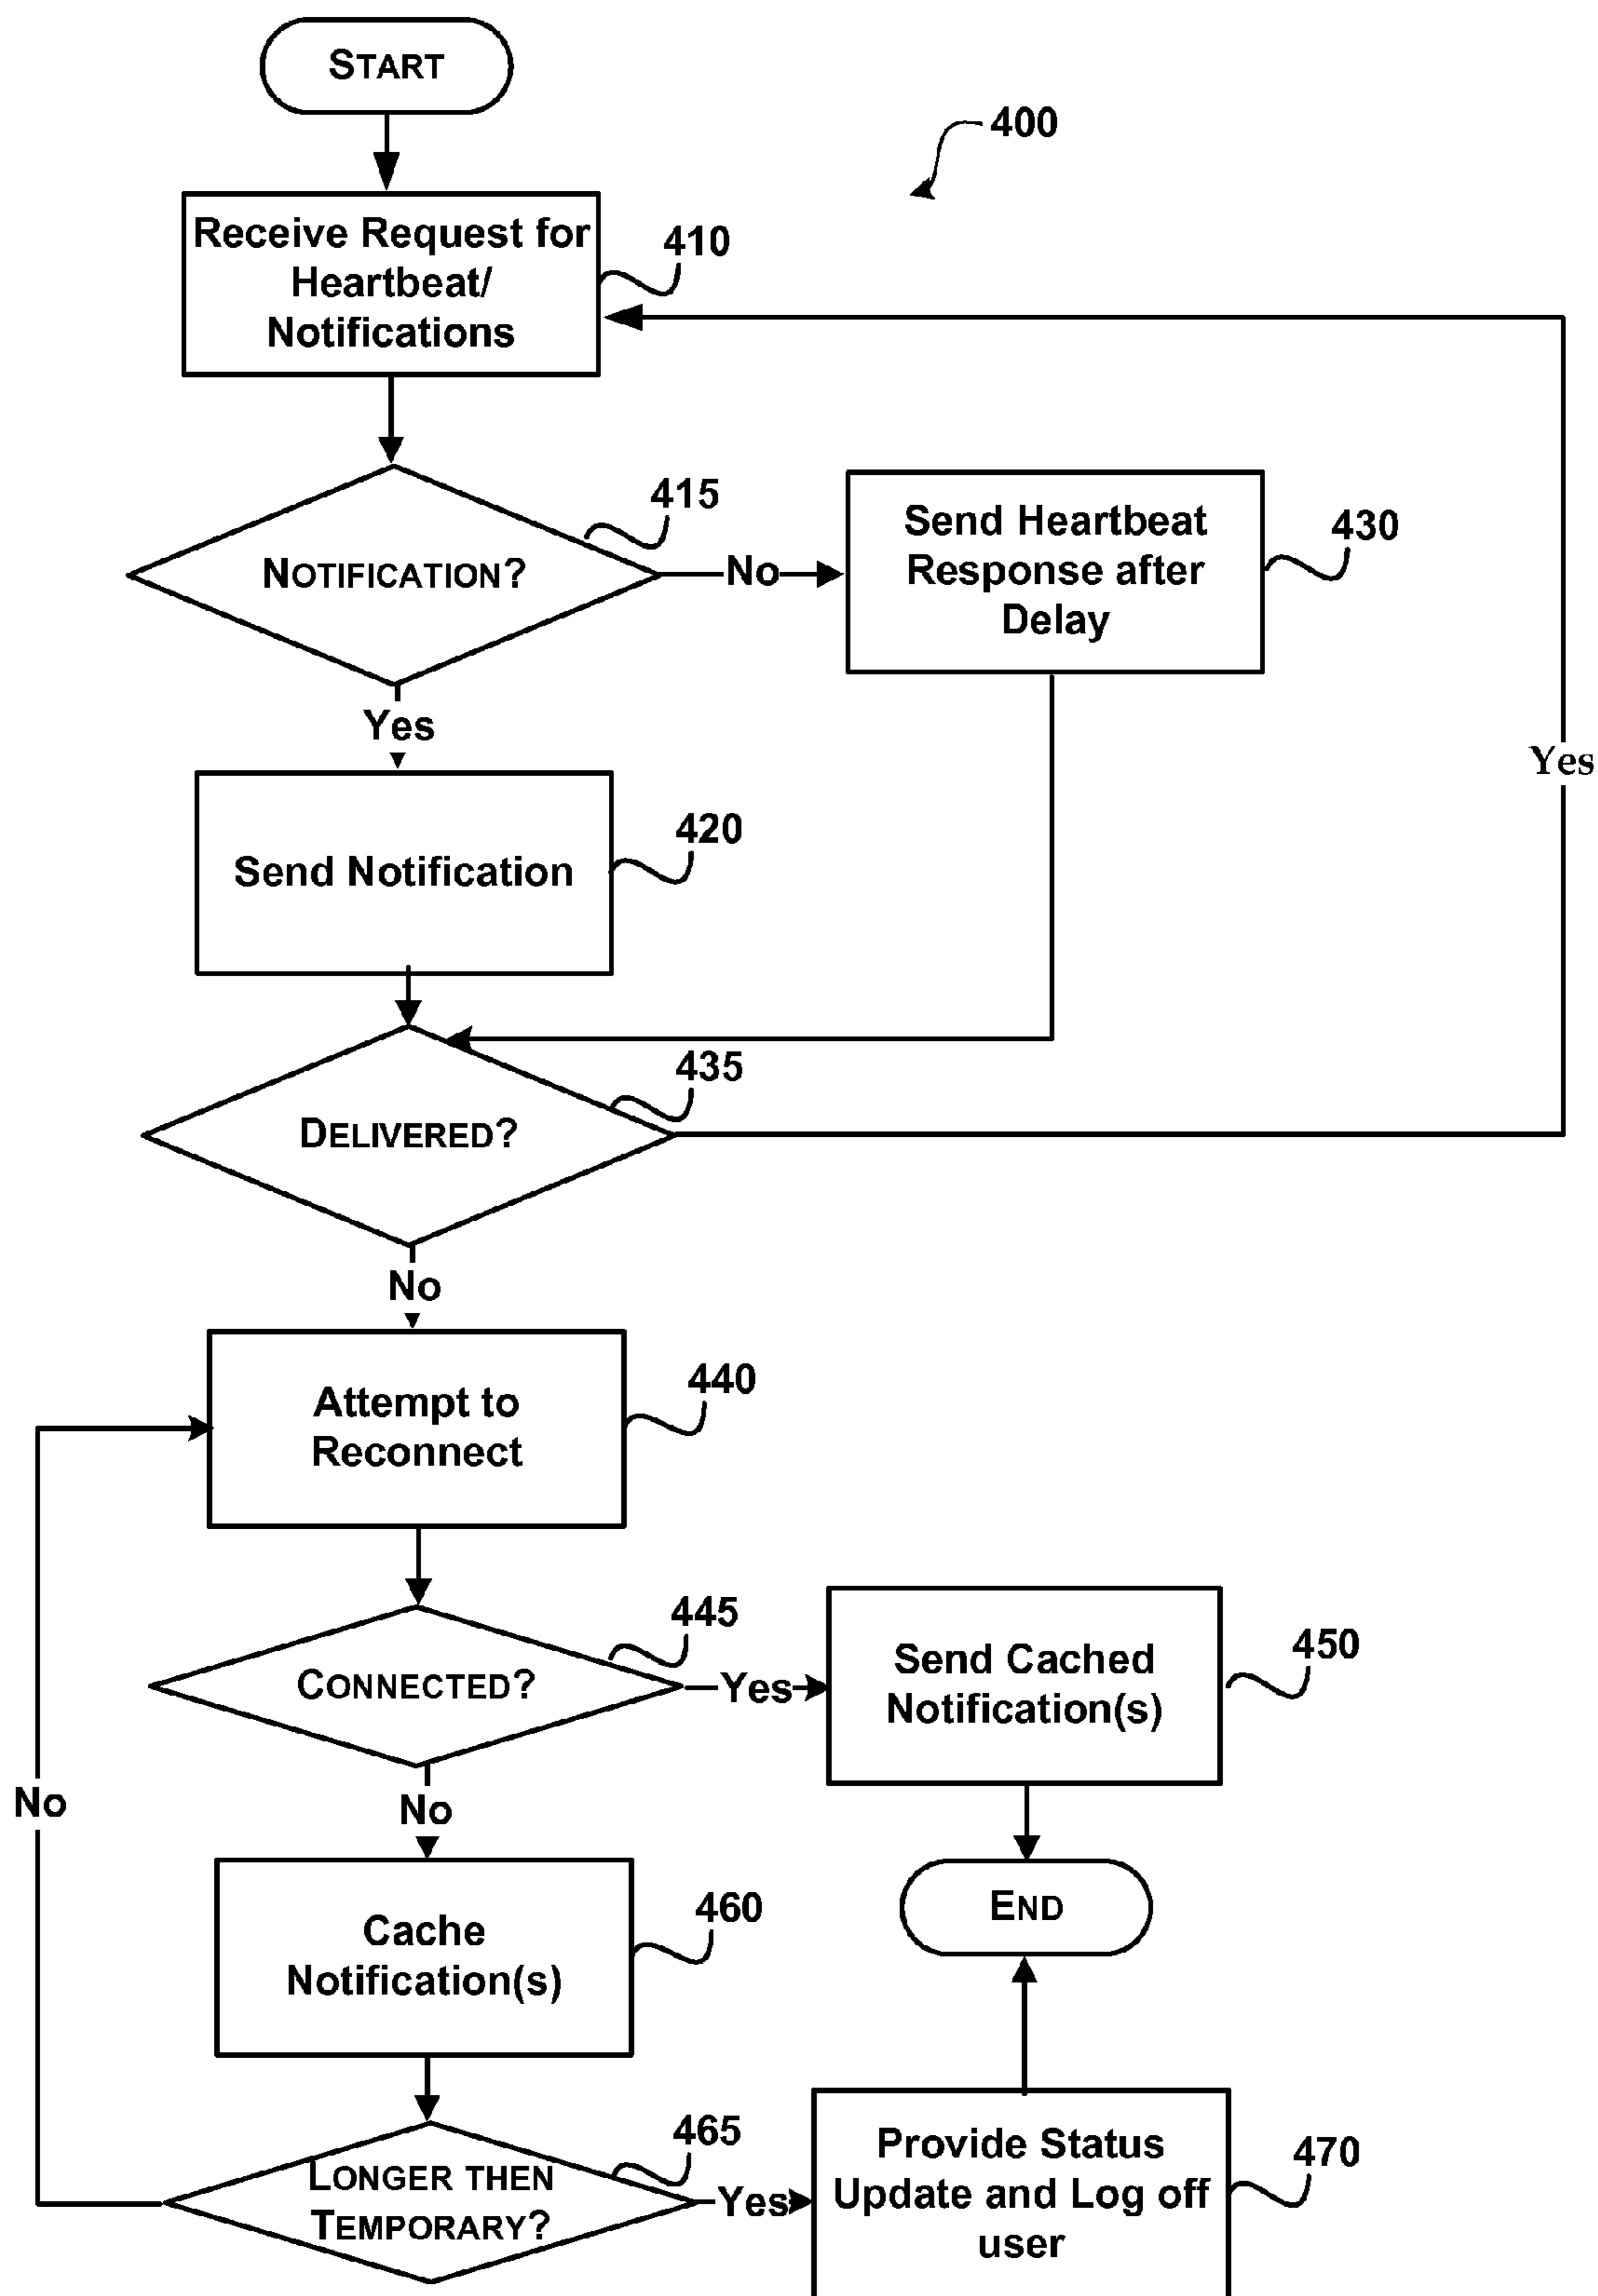 START
400
Receive Request for
Heartbeat/
Notifications
410
NOTIFICATION?
415
No
Send Heartbeat
Response after
Delay
430
Yes
Yes
Send Notification
420
DELIVERED?
435
No
Attempt to
Reconnect
440
CONNECTED?
445
Yes
Send Cached
Notification(s)
450
No
No
Cache
Notification(s)
460
END
LONGER THEN
TEMPORARY?
465
Yes
Provide Status
Update and Log off
user
470